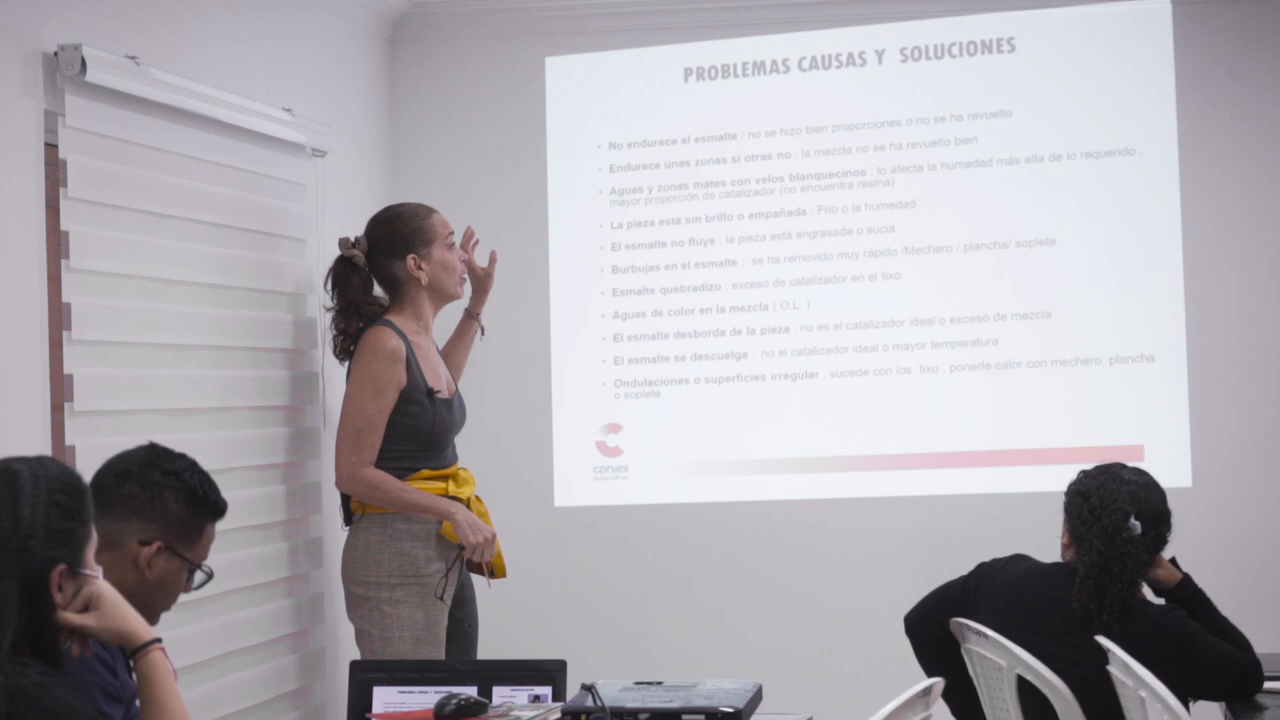 PROBLEMAS CAUSAS Y SOLUCIONES
• No endurece el esmalte : no se hizo bien proporciones o no se ha revuelto
• Endurece unas zonas si otras no : la mezcla no se ha revuelto bien
• Aguas y zonas mates con velos blanquecinos : lo afecta la humedad más alta de lo requerido ,
mayor proporción de catalizador (no encuentra resina)
• La pieza está sin brillo o empañada : Frio o la humedad
• El esmalte no fluye : la pieza está engrasada o sucia
• Burbujas en el esmalte : se ha removido muy rápido /Mechero / plancha/ soplete
• Esmalte quebradizo : exceso de catalizador en el fixo
• Aguas de color en la mezcla ( O.L. )
• El esmalte desborda de la pieza : no es el catalizador ideal o exceso de mezcla
• El esmalte se descuelga : no el catalizador ideal o mayor temperatura
• Ondulaciones o superficies irregular : sucede con los fixo , ponerle calor con mechero, plancha
o soplete
PROBLEMAS CAUSAS Y SOLUCIONES